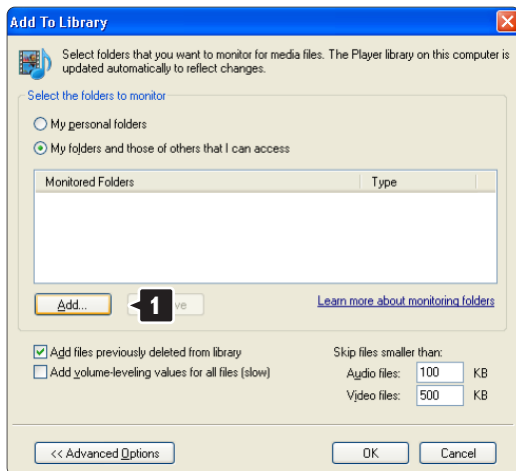 Add To Library
Select folders that you want to monitor for media files. The Player library on this computer is
updated automatically to reflect changes.
Select the folders to monitor
My personal folders
My folders and those of others that I can access
Monitored Folders Type
Add... 1 Learn more about monitoring folders
Add files previously deleted from library
Add volume-leveling values for all files (slow)
Skip files smaller than:
Audio files: 100 KB
Video files: 500 KB
<< Advanced Options OK Cancel